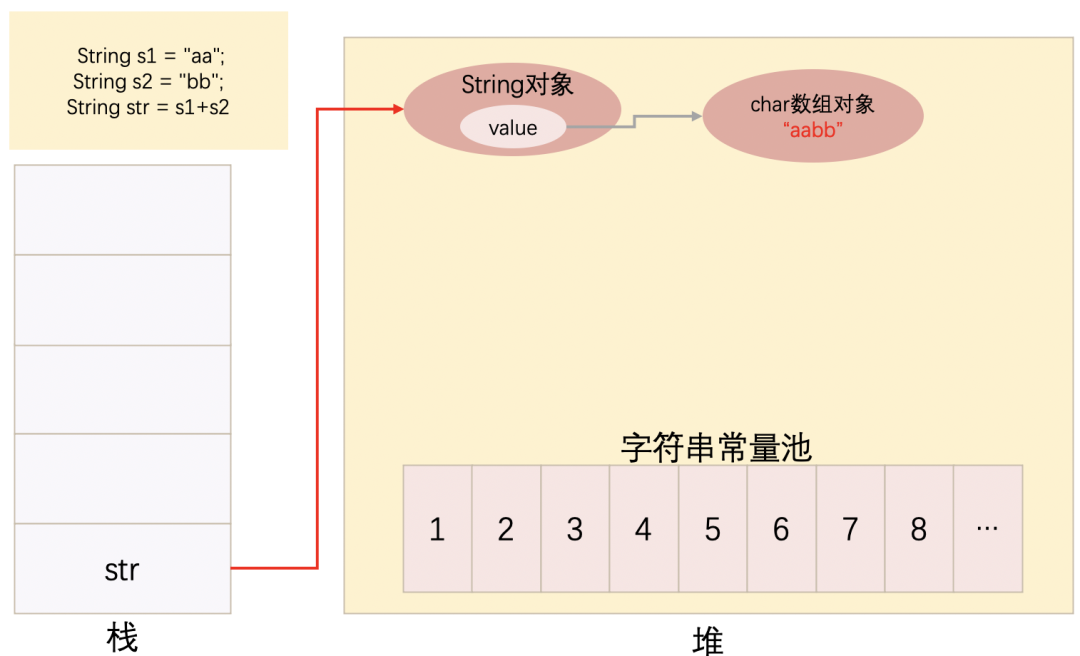 String s1 = "aa";
String s2 = "bb";
String str = s1+s2
String对象
value
char数组对象
“aabb”
字符串常量池
1 2 3 4 5 6 7 8 ...
str
栈
堆